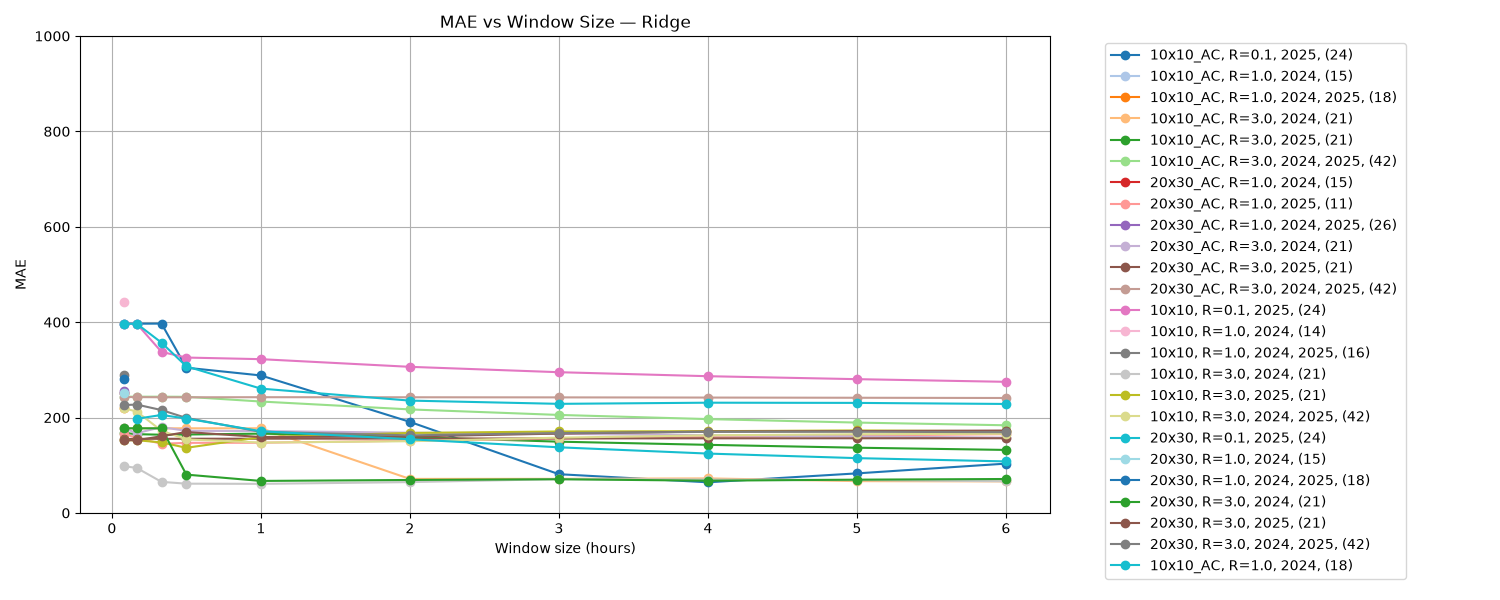 MAE vs Window Size — Ridge
1000
800
600
400
200
0
MAE
0 1 2 3 4 5 6
Window size (hours)
10x10_AC, R=0.1, 2025, (24)
10x10_AC, R=1.0, 2024, (15)
10x10_AC, R=1.0, 2024, 2025, (18)
10x10_AC, R=3.0, 2024, (21)
10x10_AC, R=3.0, 2025, (21)
10x10_AC, R=3.0, 2024, 2025, (42)
20x30_AC, R=1.0, 2024, (15)
20x30_AC, R=1.0, 2025, (11)
20x30_AC, R=1.0, 2024, 2025, (26)
20x30_AC, R=3.0, 2024, (21)
20x30_AC, R=3.0, 2025, (21)
20x30_AC, R=3.0, 2024, 2025, (42)
10x10, R=0.1, 2025, (24)
10x10, R=1.0, 2024, (14)
10x10, R=1.0, 2024, 2025, (16)
10x10, R=3.0, 2024, (21)
10x10, R=3.0, 2025, (21)
10x10, R=3.0, 2024, 2025, (42)
20x30, R=0.1, 2025, (24)
20x30, R=1.0, 2024, (15)
20x30, R=1.0, 2024, 2025, (18)
20x30, R=3.0, 2024, (21)
20x30, R=3.0, 2025, (21)
20x30, R=3.0, 2024, 2025, (42)
10x10_AC, R=1.0, 2024, (18)